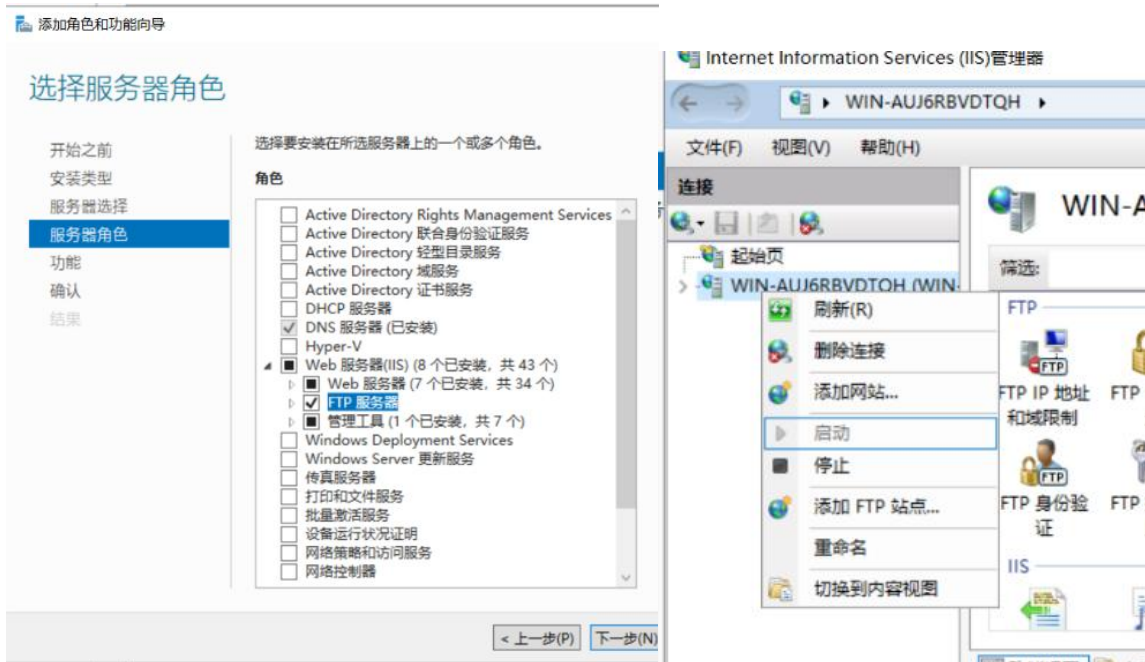 添加角色和功能向导
选择服务器角色
开始之前
安装类型
服务器选择
服务器角色
功能
确认
结果
选择要安装在所选服务器上的一个或多个角色。
角色
Active Directory Rights Management Services
Active Directory 联合身份验证服务
Active Directory 轻型目录服务
Active Directory 域服务
Active Directory 证书服务
DHCP 服务器
DNS 服务器 (已安装)
Hyper-V
Web 服务器(IIS) (8 个已安装，共 43 个)
Web 服务器 (7 个已安装，共 34 个)
FTP 服务器
管理工具 (1 个已安装，共 7 个)
Windows Deployment Services
Windows Server 更新服务
传真服务器
打印和文件服务
批量激活服务
设备运行状况证明
网络策略和访问服务
网络控制器
< 上一步(P)
下一步(N)
Internet Information Services (IIS)管理器
WIN-AUJ6RBVDTQH
文件(F) 视图(V) 帮助(H)
连接
起始页
WIN-AUJ6RBVDTQH (WIN-
刷新(R)
删除连接
添加网站...
启动
停止
添加 FTP 站点...
重命名
切换到内容视图
WIN-A
筛选:
FTP
FTP
FTP IP 地址
和域限制
FTP
FTP
FTP 身份验
证
FTP
IIS